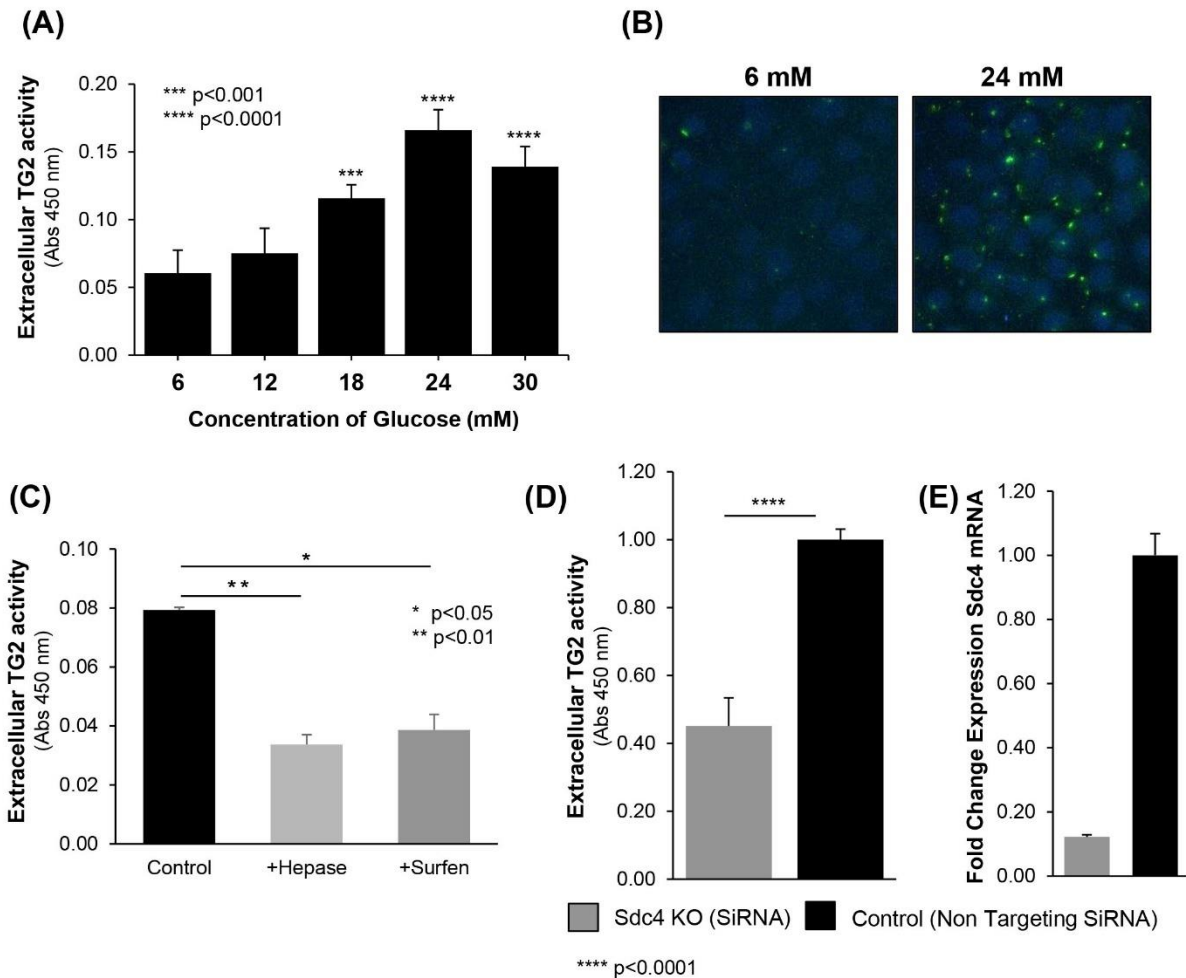 (A)
Extracellular TG2 activity
(Abs 450 nm)
0.20
0.15
0.10
0.05
0.00
*** p<0.001
**** p<0.0001
***
****
****
6 12 18 24 30
Concentration of Glucose (mM)
(B)
6 mM
24 mM
(C)
Extracellular TG2 activity
(Abs 450 nm)
0.10
0.08
0.06
0.04
0.02
0.00
*
**
* p<0.05
** p<0.01
Control +Hepase +Surfen
(D)
Extracellular TG2 activity
(Abs 450 nm)
1.20
1.00
0.80
0.60
0.40
0.20
0.00
****
(E)
Fold Change Expression Sdc4 mRNA
1.20
1.00
0.80
0.60
0.40
0.20
0.00
Sdc4 KO (SiRNA)
Control (Non Targeting SiRNA)
**** p<0.0001